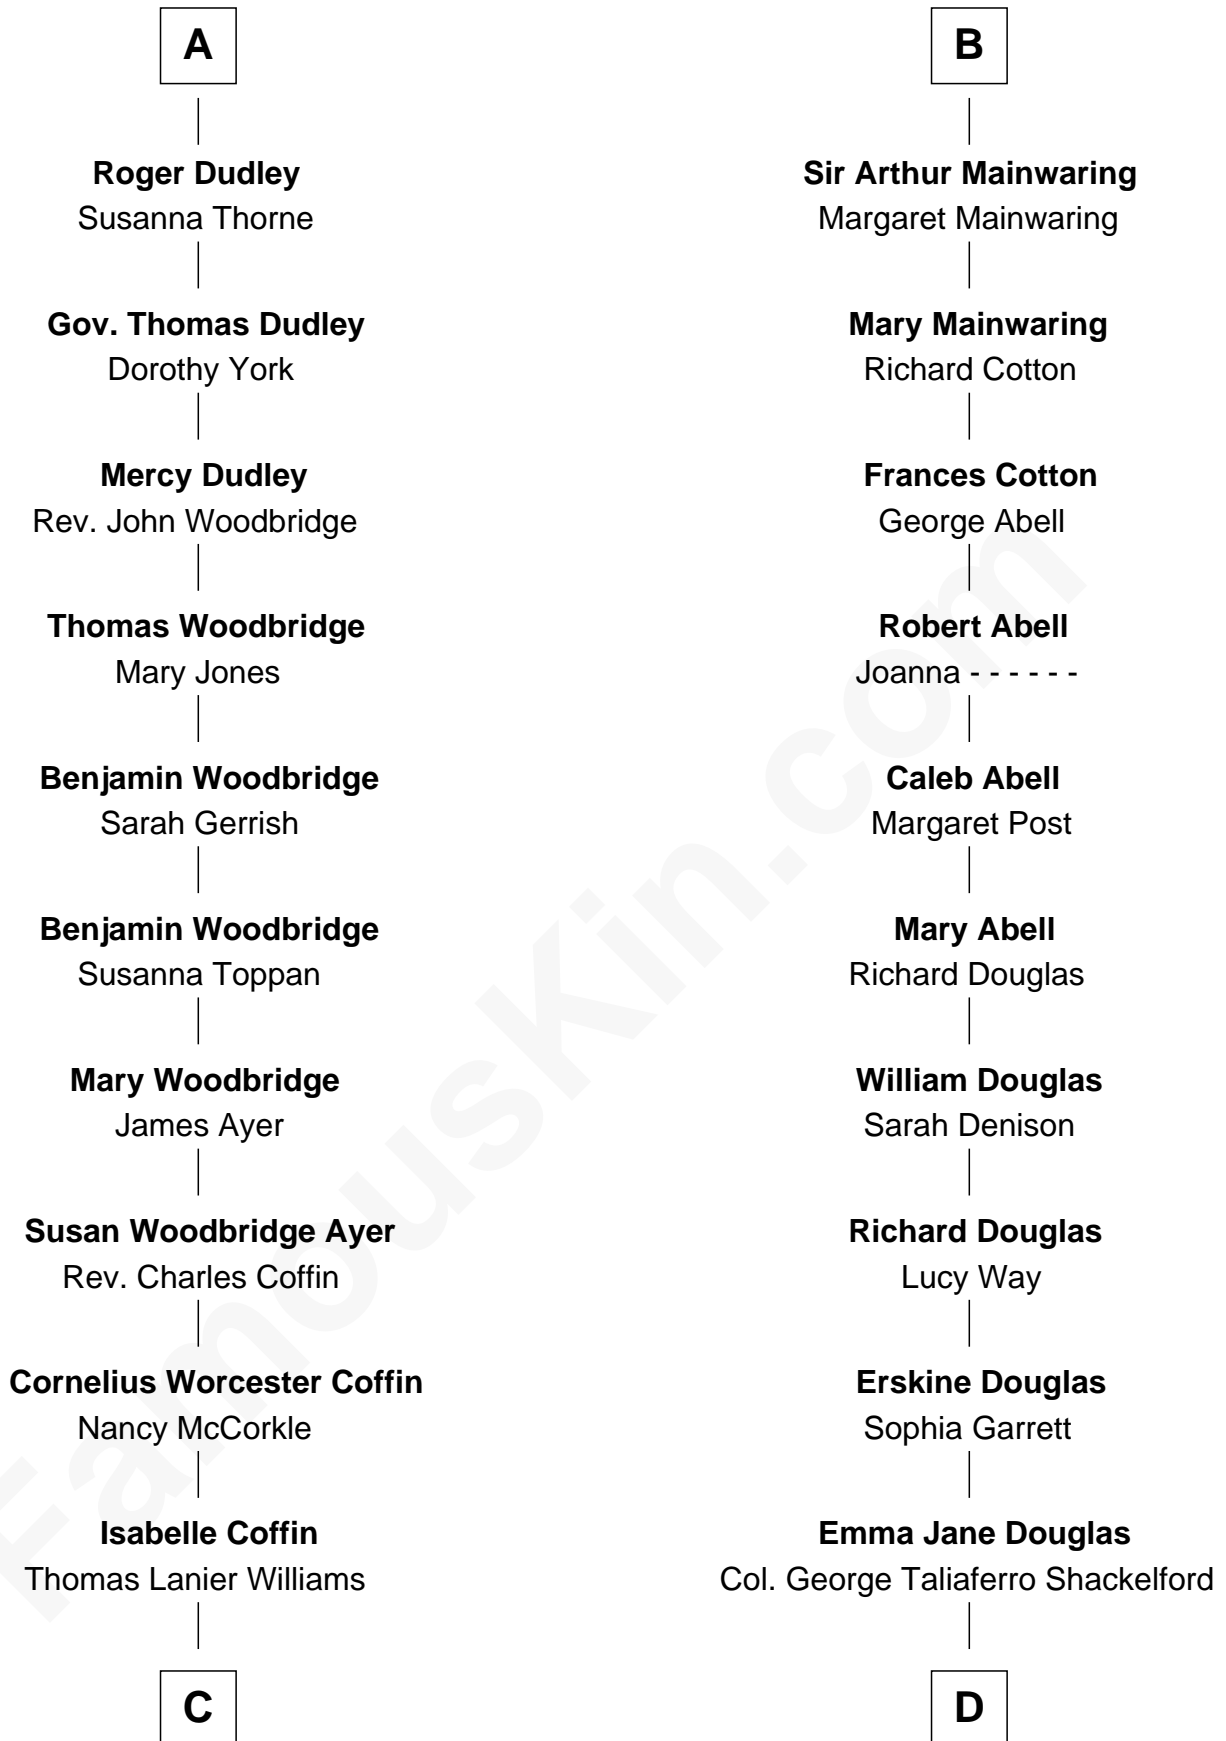 A
Roger Dudley
Susanna Thorne
Gov. Thomas Dudley
Dorothy York
Mercy Dudley
Rev. John Woodbridge
Thomas Woodbridge
Mary Jones
Benjamin Woodbridge
Sarah Gerrish
Benjamin Woodbridge
Susanna Toppan
Mary Woodbridge
James Ayer
Susan Woodbridge Ayer
Rev. Charles Coffin
Cornelius Worcester Coffin
Nancy McCorkle
Isabelle Coffin
Thomas Lanier Williams
C
B
Sir Arthur Mainwaring
Margaret Mainwaring
Mary Mainwaring
Richard Cotton
Frances Cotton
George Abell
Robert Abell
Joanna - - - - - -
Caleb Abell
Margaret Post
Mary Abell
Richard Douglas
William Douglas
Sarah Denison
Richard Douglas
Lucy Way
Erskine Douglas
Sophia Garrett
Emma Jane Douglas
Col. George Taliaferro Shackelford
D
FamousKin.com